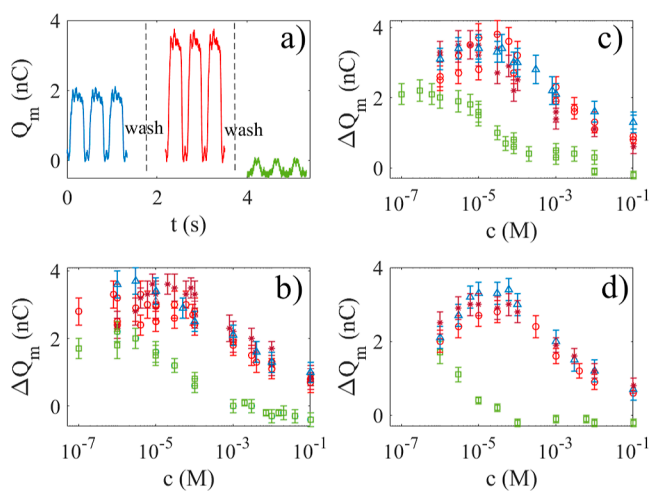 a)
4
2
0
Q_m (nC)
wash
wash
0
2
4
t (s)
c)
4
2
0
ΔQ_m (nC)
10^-7
10^-5
10^-3
10^-1
c (M)
b)
4
2
0
ΔQ_m (nC)
10^-7
10^-5
10^-3
10^-1
c (M)
d)
4
2
0
ΔQ_m (nC)
10^-7
10^-5
10^-3
10^-1
c (M)